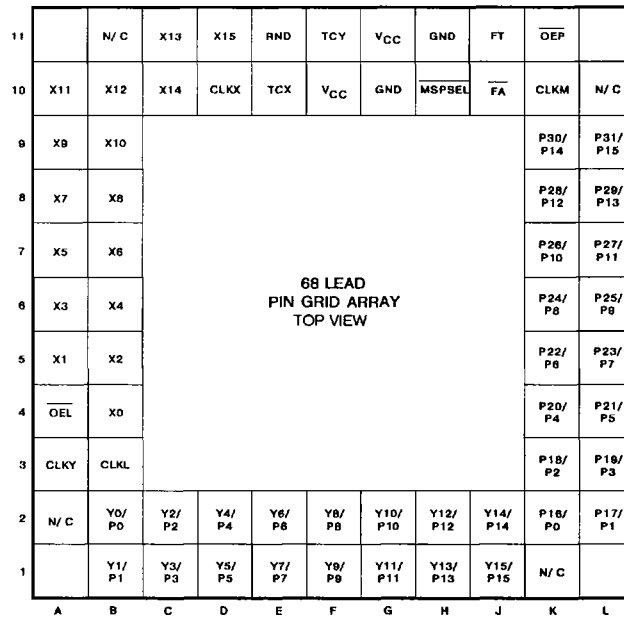 11 N/C X13 X15 RND TCY VCC GND FT OEP
10 X11 X12 X14 CLKX TCX VCC GND MSPSEL FA CLKM N/C
9 X9 X10 P30/P14 P31/P15
8 X7 X8 P28/P12 P29/P13
7 X5 X6 P26/P10 P27/P11
68 LEAD
PIN GRID ARRAY
TOP VIEW
6 X3 X4 P24/P8 P25/P9
5 X1 X2 P22/P6 P23/P7
4 OEL X0 P20/P4 P21/P5
3 CLKY CLKL P18/P2 P19/P3
2 N/C Y0/P0 Y2/P2 Y4/P4 Y6/P6 Y8/P8 Y10/P10 Y12/P12 Y14/P14 P16/P0 P17/P1
1 Y1/P1 Y3/P3 Y5/P5 Y7/P7 Y9/P9 Y11/P11 Y13/P13 Y15/P15 N/C
A B C D E F G H J K L